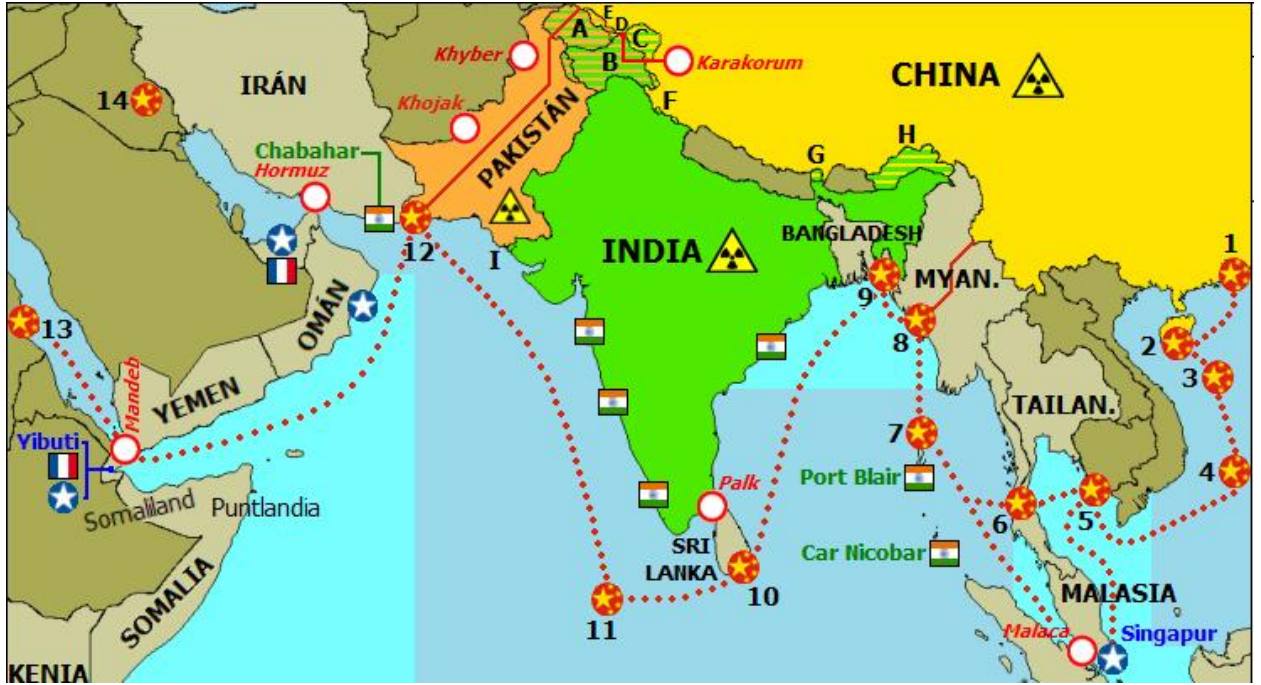 E
A
D
C
Khyber
B
Karakorum
CHINA
IRÁN
14
Khojak
PAKISTÁN
F
H
G
Chabahar
Hormuz
BANGLADESH
INDIA
I
12
1
9
MYAN.
OMÁN
13
8
2
3
YEMEN
Mandeb
TAILAN.
Yibuti
7
4
Port Blair
Palk
Somaliland
Puntlandia
6
5
SRI
LANKA
Car Nicobar
10
11
SOMALIA
MALASIA
Malaca
Singapur
KENIA